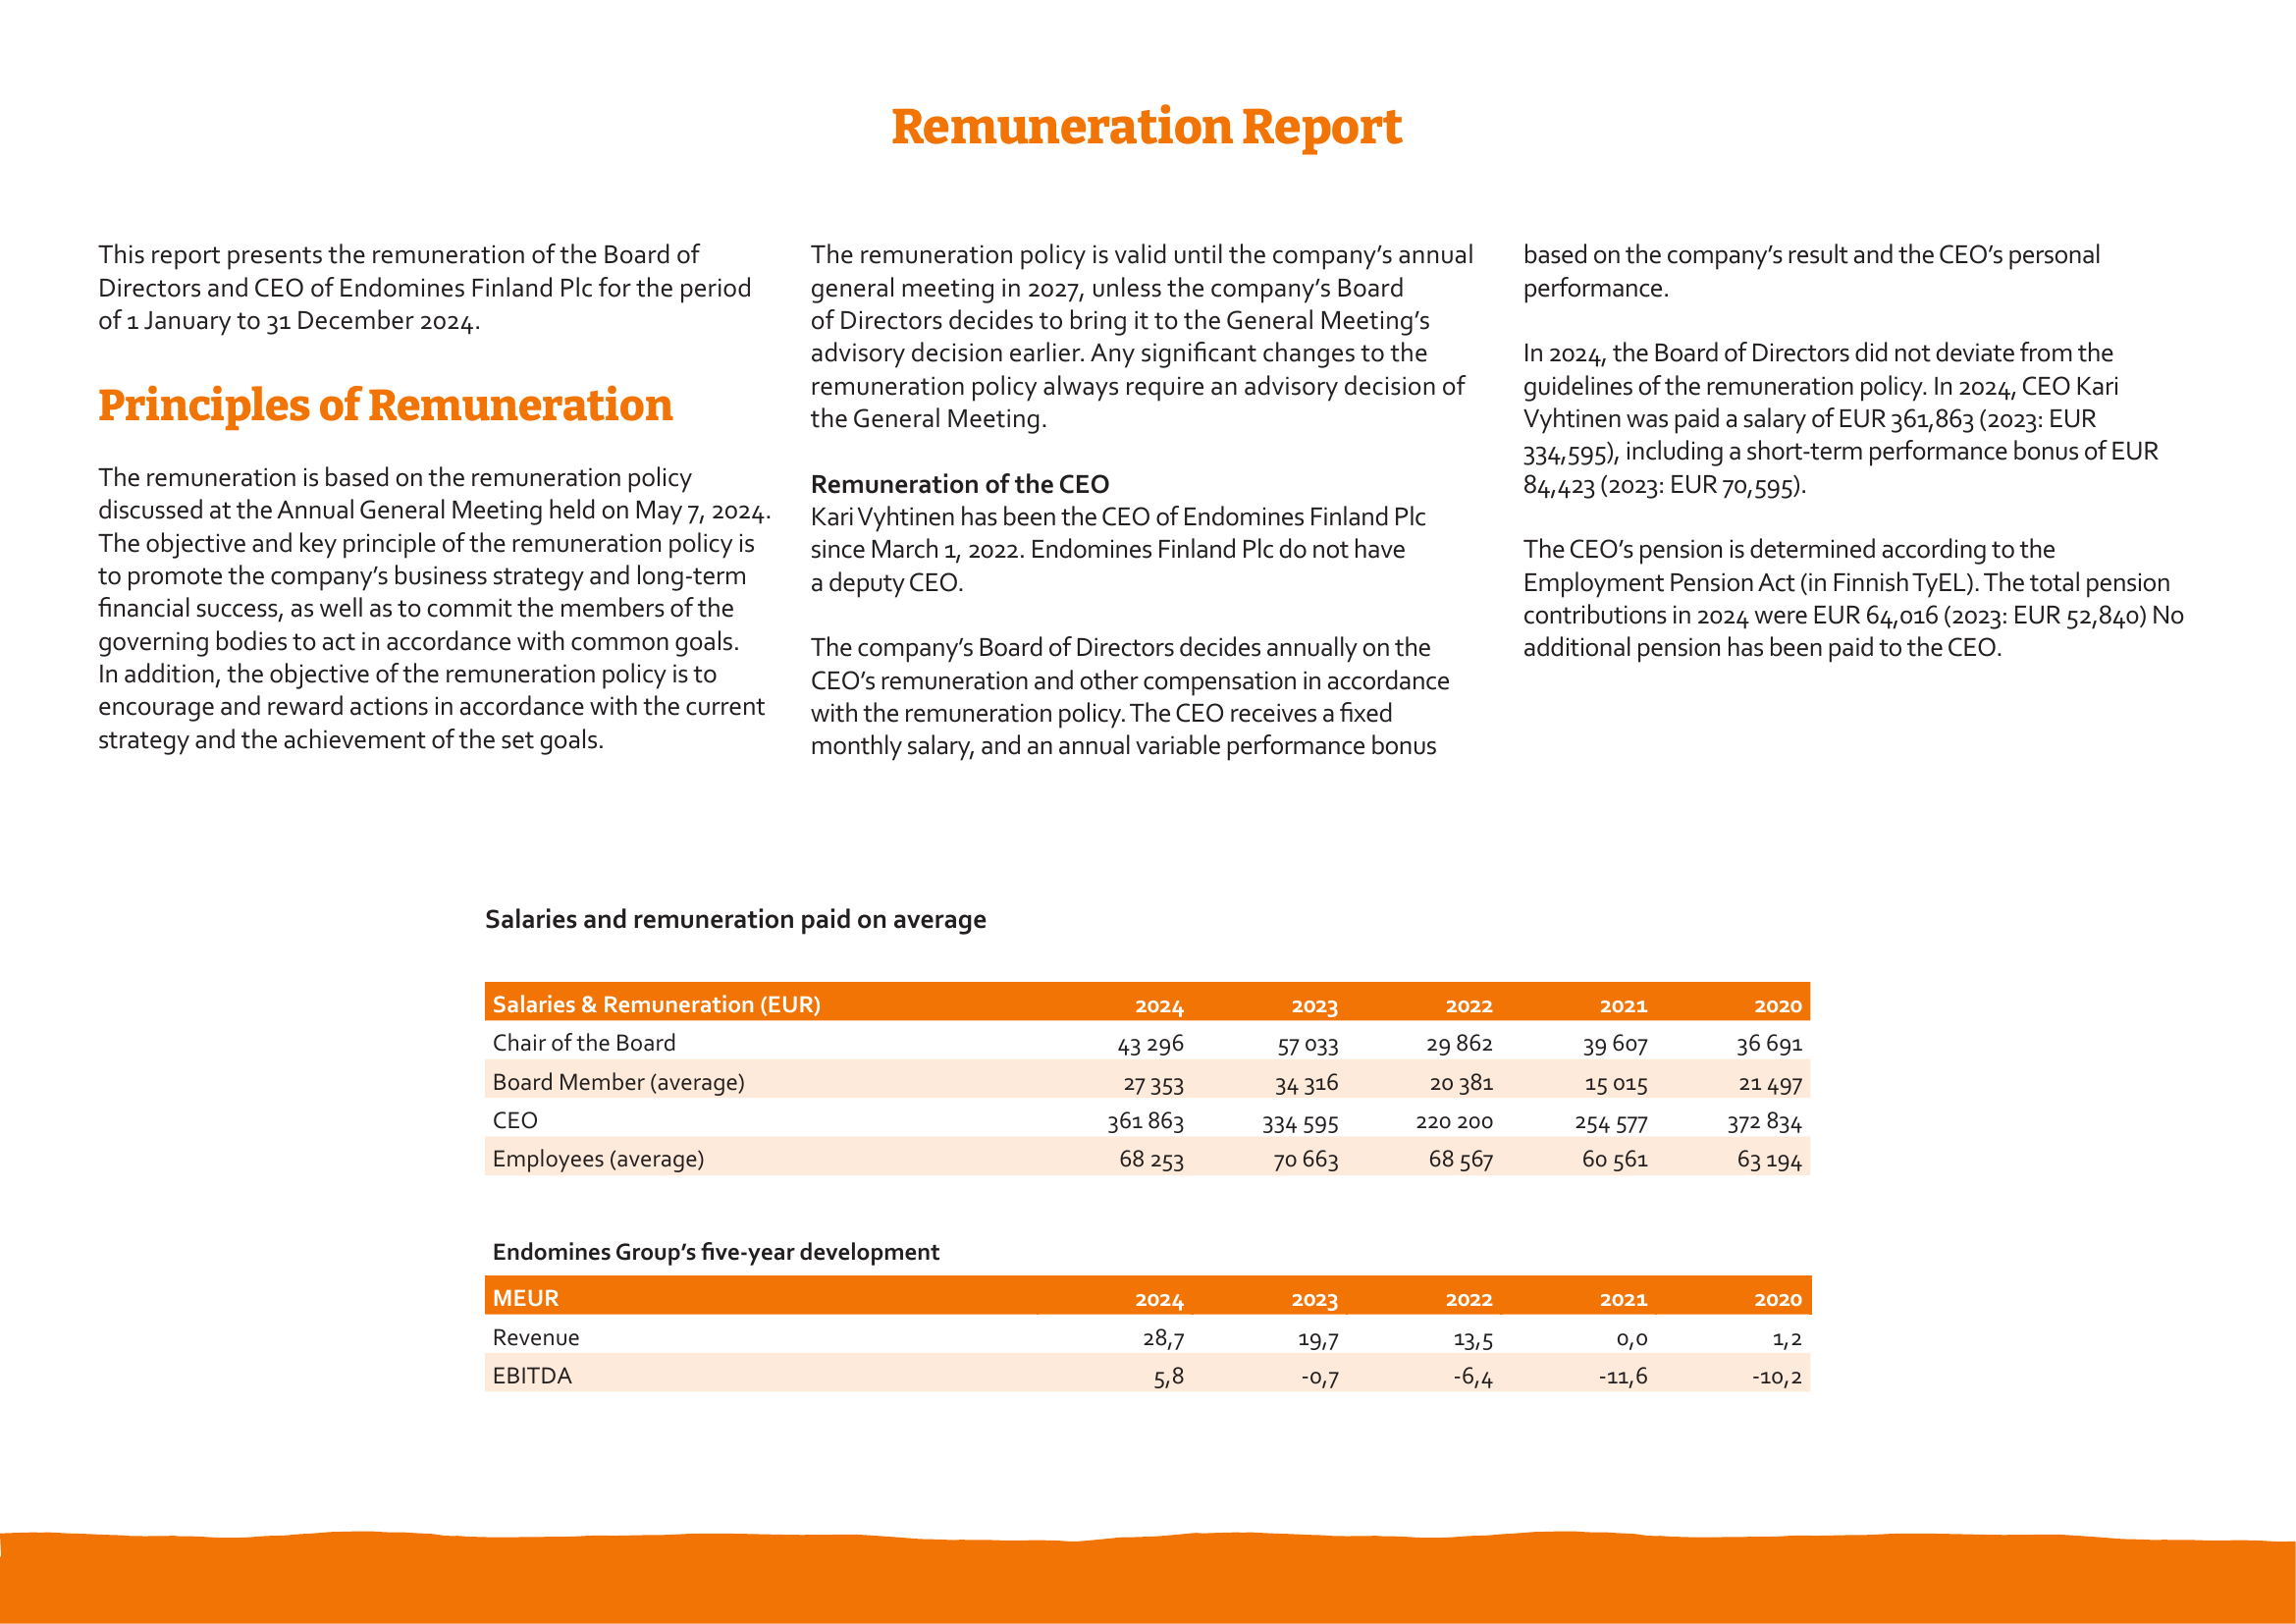 Remuneration Report
This report presents the remuneration of the Board of
Directors and CEO of Endomines Finland Plc for the period
of 1 January to 31 December 2024.
Principles of Remuneration
The remuneration is based on the remuneration policy
discussed at the Annual General Meeting held on May 7, 2024.
The objective and key principle of the remuneration policy is
to promote the company's business strategy and long-term
financial success, as well as to commit the members of the
governing bodies to act in accordance with common goals.
In addition, the objective of the remuneration policy is to
encourage and reward actions in accordance with the current
strategy and the achievement of the set goals.
The remuneration policy is valid until the company's annual
general meeting in 2027, unless the company's Board
of Directors decides to bring it to the General Meeting's
advisory decision earlier. Any significant changes to the
remuneration policy always require an advisory decision of
the General Meeting.
Remuneration of the CEO
Kari Vyhtinen has been the CEO of Endomines Finland Plc
since March 1, 2022. Endomines Finland Plc do not have
a deputy CEO.
The company's Board of Directors decides annually on the
CEO's remuneration and other compensation in accordance
with the remuneration policy. The CEO receives a fixed
monthly salary, and an annual variable performance bonus
based on the company's result and the CEO's personal
performance.
In 2024, the Board of Directors did not deviate from the
guidelines of the remuneration policy. In 2024, CEO Kari
Vyhtinen was paid a salary of EUR 361,863 (2023: EUR
334,595), including a short-term performance bonus of EUR
84,423 (2023: EUR 70,595).
The CEO's pension is determined according to the
Employment Pension Act (in Finnish TyEL). The total pension
contributions in 2024 were EUR 64,016 (2023: EUR 52,840) No
additional pension has been paid to the CEO.
Salaries and remuneration paid on average
Salaries & Remuneration (EUR) 2024 2023 2022 2021 2020
Chair of the Board 43 296 57 033 29 862 39 607 36 691
Board Member (average) 27 353 34 316 20 381 15 015 21 497
CEO 361 863 334 595 220 200 254 577 372 834
Employees (average) 68 253 70 663 68 567 60 561 63 194
Endomines Group's five-year development
MEUR 2024 2023 2022 2021 2020
Revenue 28,7 19,7 13,5 0,0 1,2
EBITDA 5,8 -0,7 -6,4 -11,6 -10,2